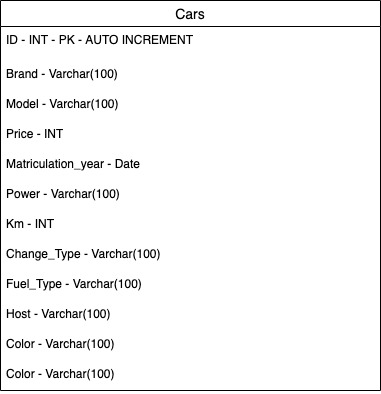 Cars
ID - INT - PK - AUTO INCREMENT
Brand - Varchar(100)
Model - Varchar(100)
Price - INT
Matriculation_year - Date
Power - Varchar(100)
Km - INT
Change_Type - Varchar(100)
Fuel_Type - Varchar(100)
Host - Varchar(100)
Color - Varchar(100)
Color - Varchar(100)